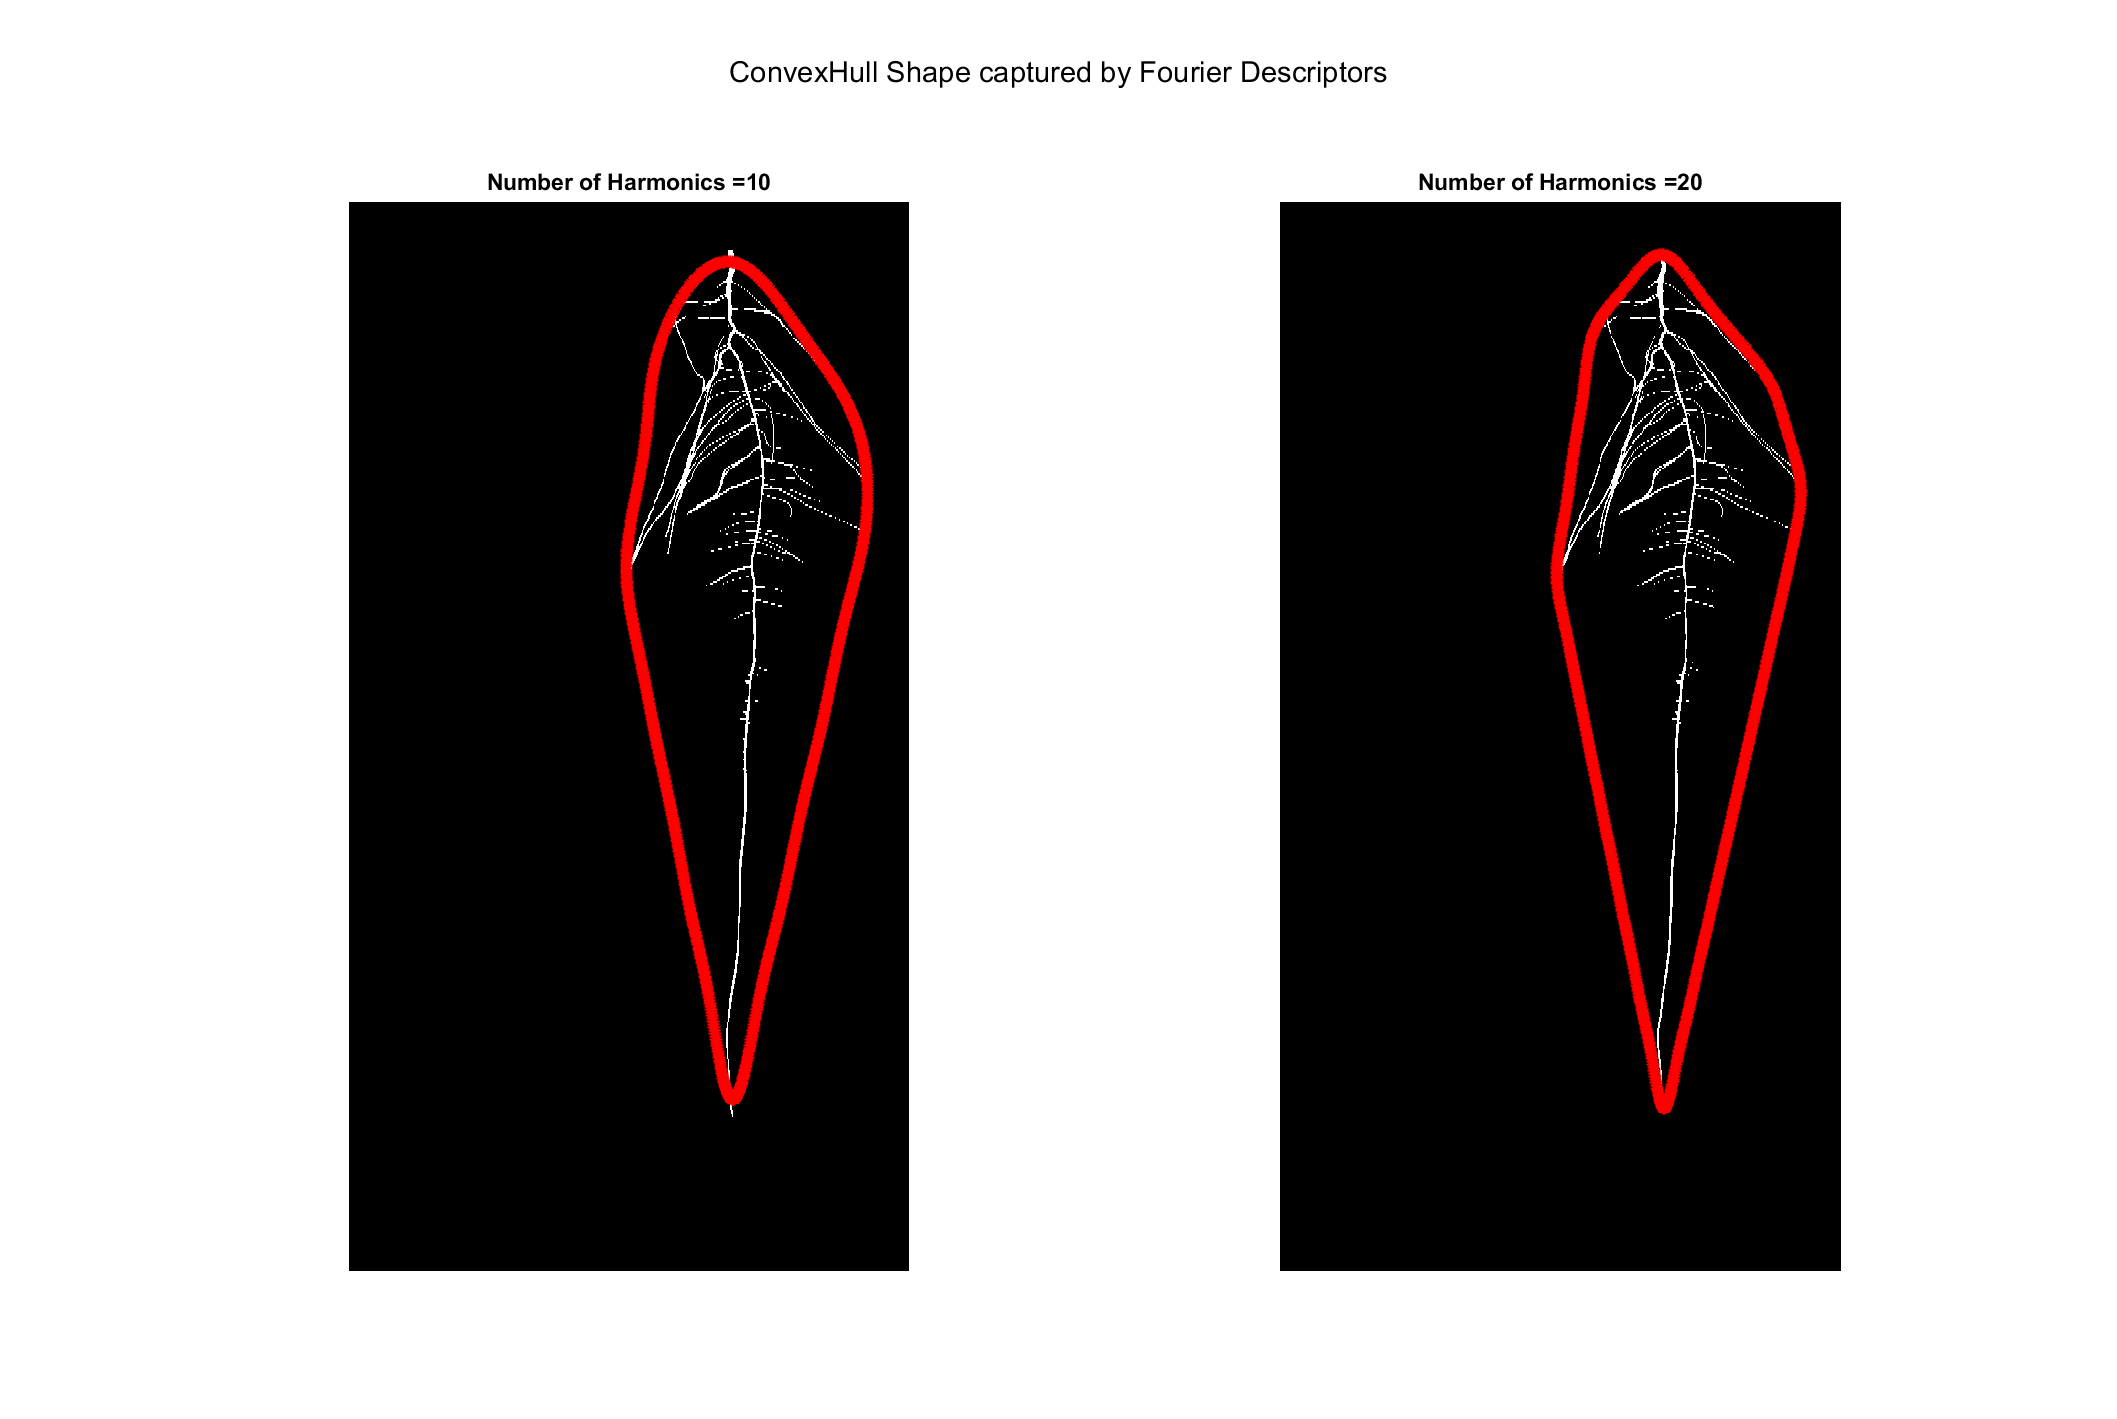 ConvexHull Shape captured by Fourier Descriptors
Number of Harmonics =10
Number of Harmonics =20